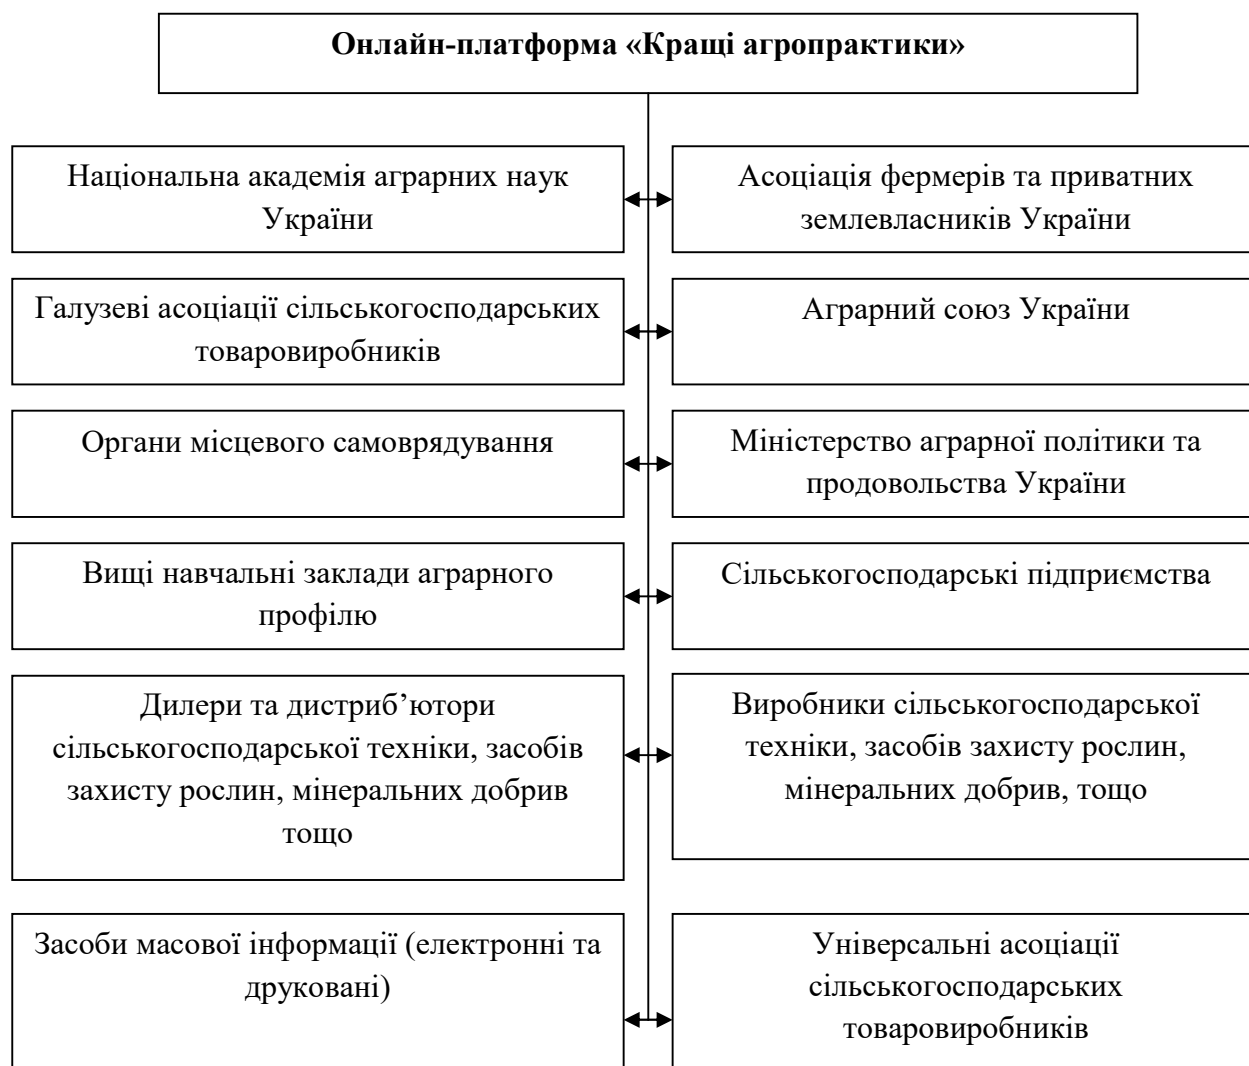 Онлайн-платформа «Кращі агропрактики»
Національна академія аграрних наук
України
Асоціація фермерів та приватних
землевласників України
Галузеві асоціації сільськогосподарських
товаровиробників
Аграрний союз України
Органи місцевого самоврядування
Міністерство аграрної політики та
продовольства України
Вищі навчальні заклади аграрного
профілю
Сільськогосподарські підприємства
Дилери та дистриб’ютори
сільськогосподарської техніки, засобів
захисту рослин, мінеральних добрив
тощо
Виробники сільськогосподарської
техніки, засобів захисту рослин,
мінеральних добрив, тощо
Засоби масової інформації (електронні та
друковані)
Універсальні асоціації
сільськогосподарських
товаровиробників